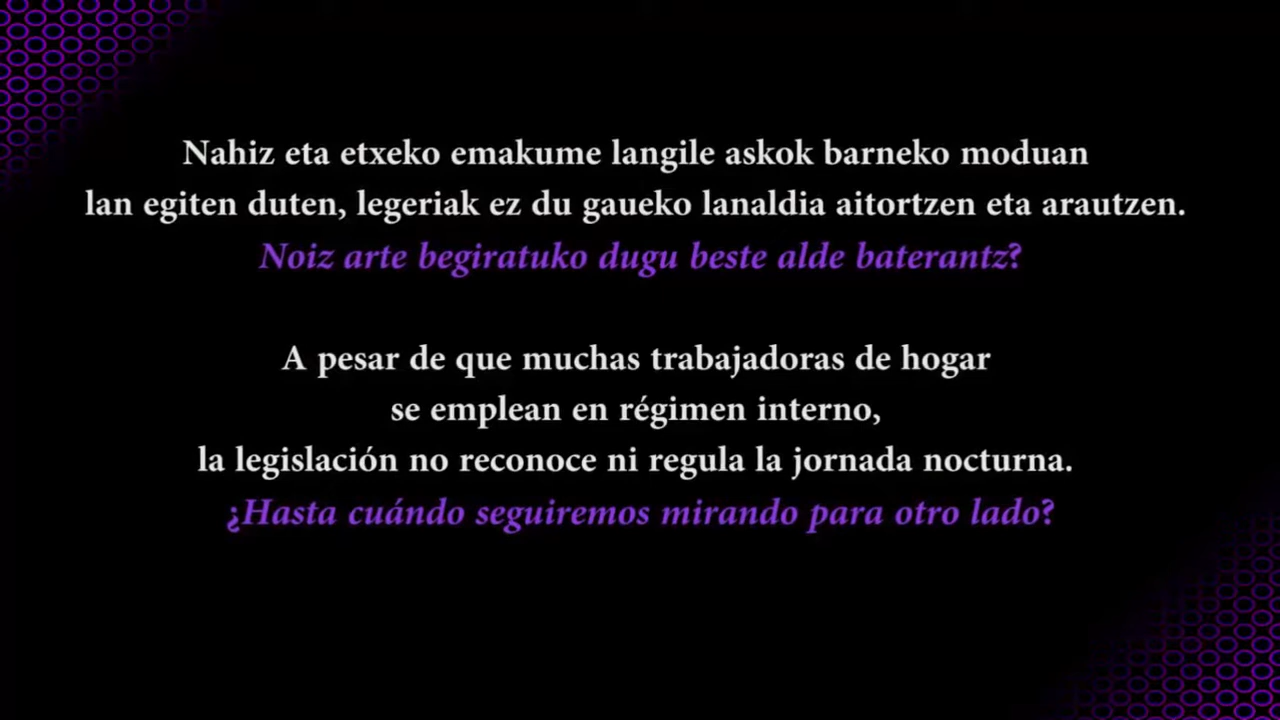 Nahiz eta etxeko emakume langile askok barneko moduan
lan egiten duten, legeriak ez du gaueko lanaldia aitortzen eta arautzen.
Noiz arte begiratuko dugu beste alde baterantz?
A pesar de que muchas trabajadoras de hogar
se emplean en régimen interno,
la legislación no reconoce ni regula la jornada nocturna.
¿Hasta cuándo seguiremos mirando para otro lado?